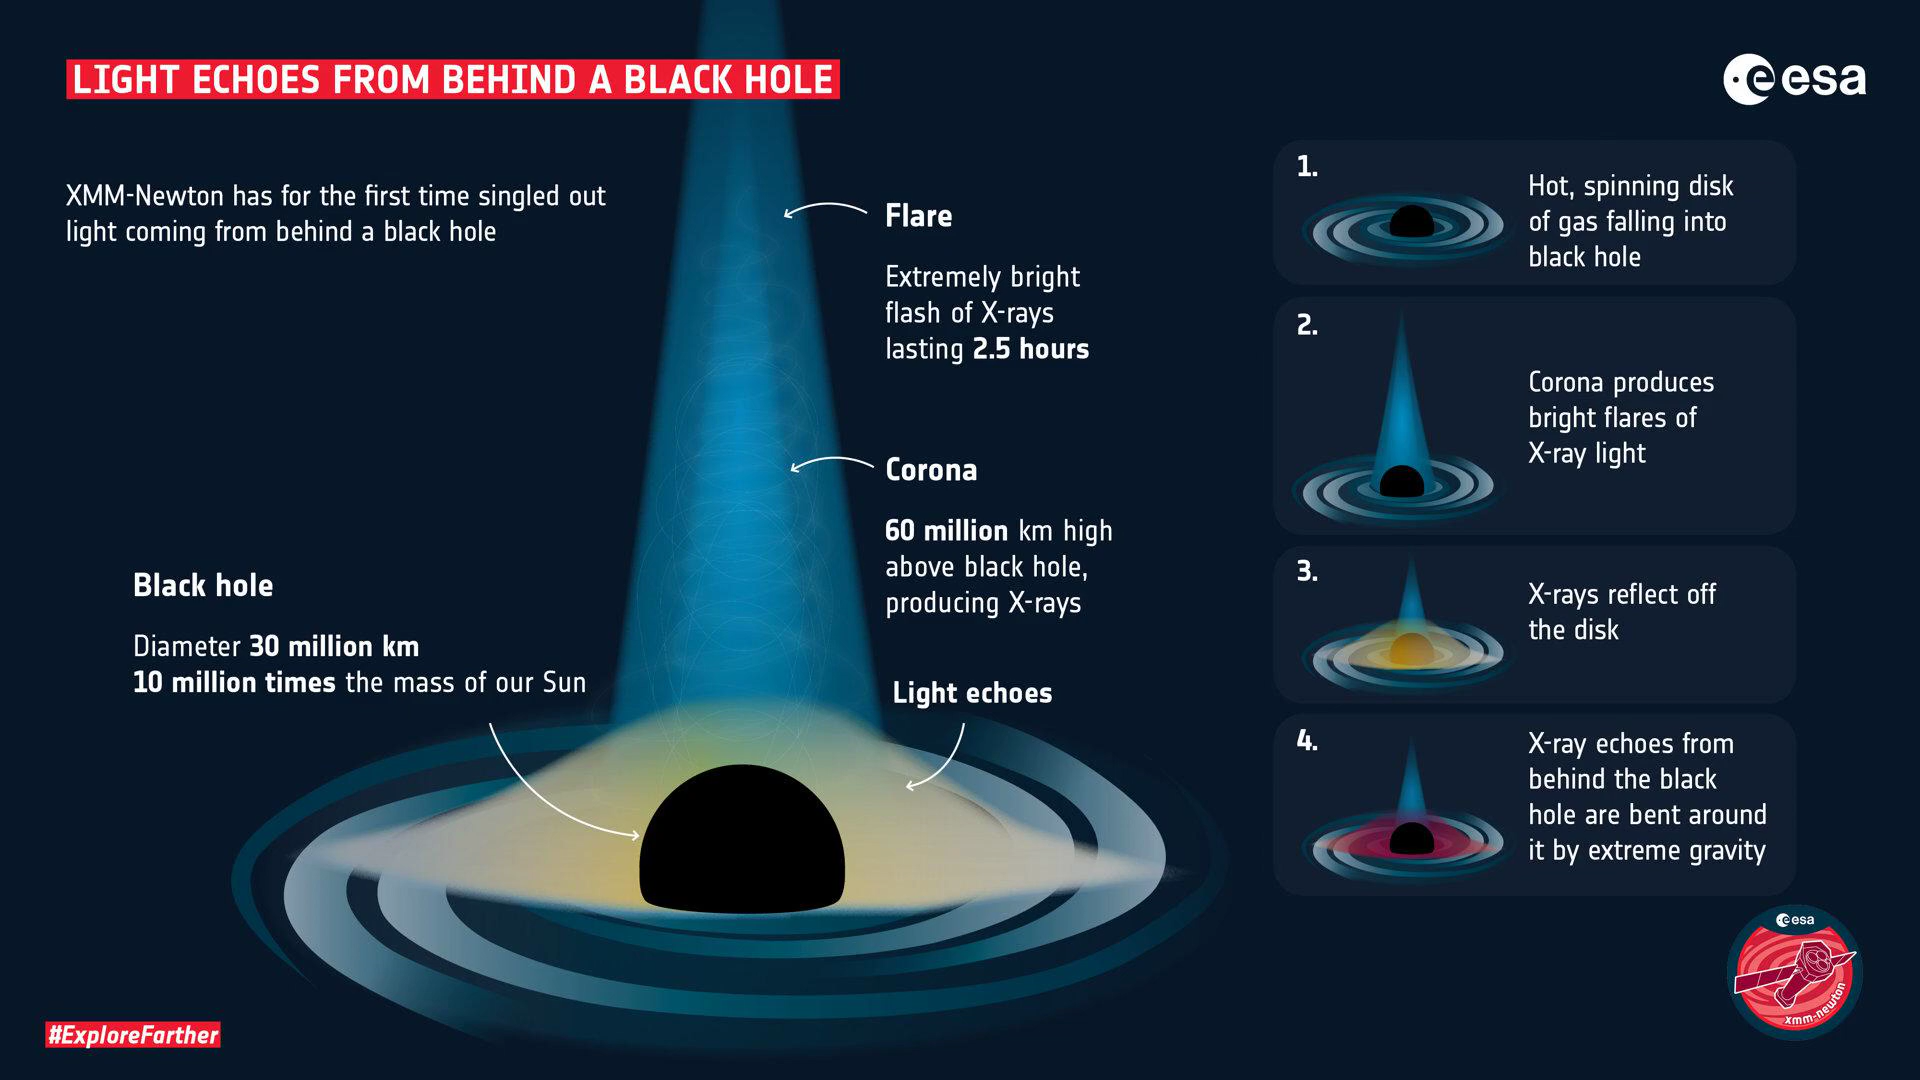 LIGHT ECHOES FROM BEHIND A BLACK HOLE
esa
XMM-Newton has for the first time singled out
light coming from behind a black hole
Flare
Extremely bright
flash of X-rays
lasting 2.5 hours
Corona
60 million km high
above black hole,
producing X-rays
Black hole
Diameter 30 million km
10 million times the mass of our Sun
Light echoes
1.
Hot, spinning disk
of gas falling into
black hole
2.
Corona produces
bright flares of
X-ray light
3.
X-rays reflect off
the disk
4.
X-ray echoes from
behind the black
hole are bent around
it by extreme gravity
esa
xmm-newton
#ExploreFarther